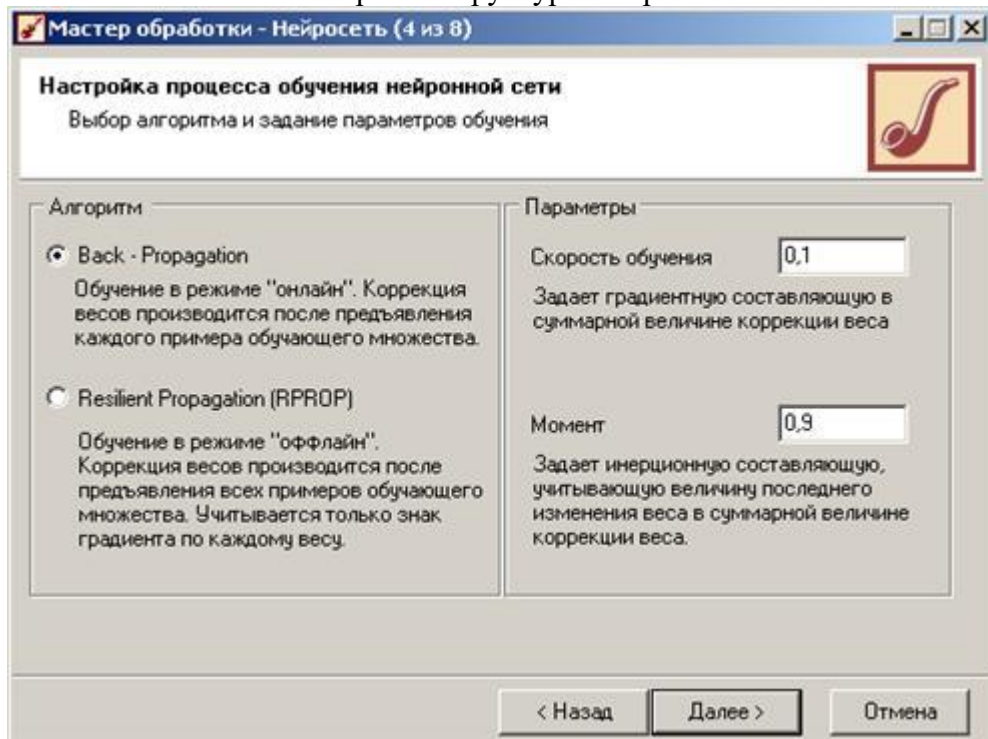 Мастер обработки - Нейросеть (4 из 8)
Настройка процесса обучения нейронной сети
Выбор алгоритма и задание параметров обучения
Алгоритм
Back - Propagation
Обучение в режиме "онлайн". Коррекция
весов производится после предъявления
каждого примера обучающего множества.
Resilient Propagation (RPROP)
Обучение в режиме "оффлайн".
Коррекция весов производится после
предъявления всех примеров обучающего
множества. Учитывается только знак
градиента по каждому весу.
Параметры
Скорость обучения 0,1
Задает градиентную составляющую в
суммарной величине коррекции веса
Момент 0,9
Задает инерционную составляющую,
учитывающую величину последнего
изменения веса в суммарной величине
коррекции веса.
< Назад Далее > Отмена